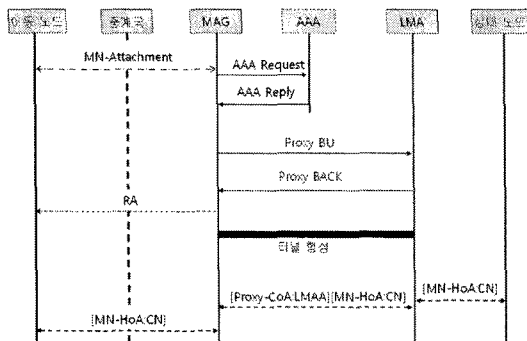 이동 노드
중계국
MAG
AAA
LMA
상대 노드
MN-Attachment
AAA Request
AAA Reply
Proxy BU
Proxy BACK
RA
터널 형성
[Proxy-CoA:LMAA][MN-HoA:CN]
[MN-HoA:CN]
[MN-HoA:CN]